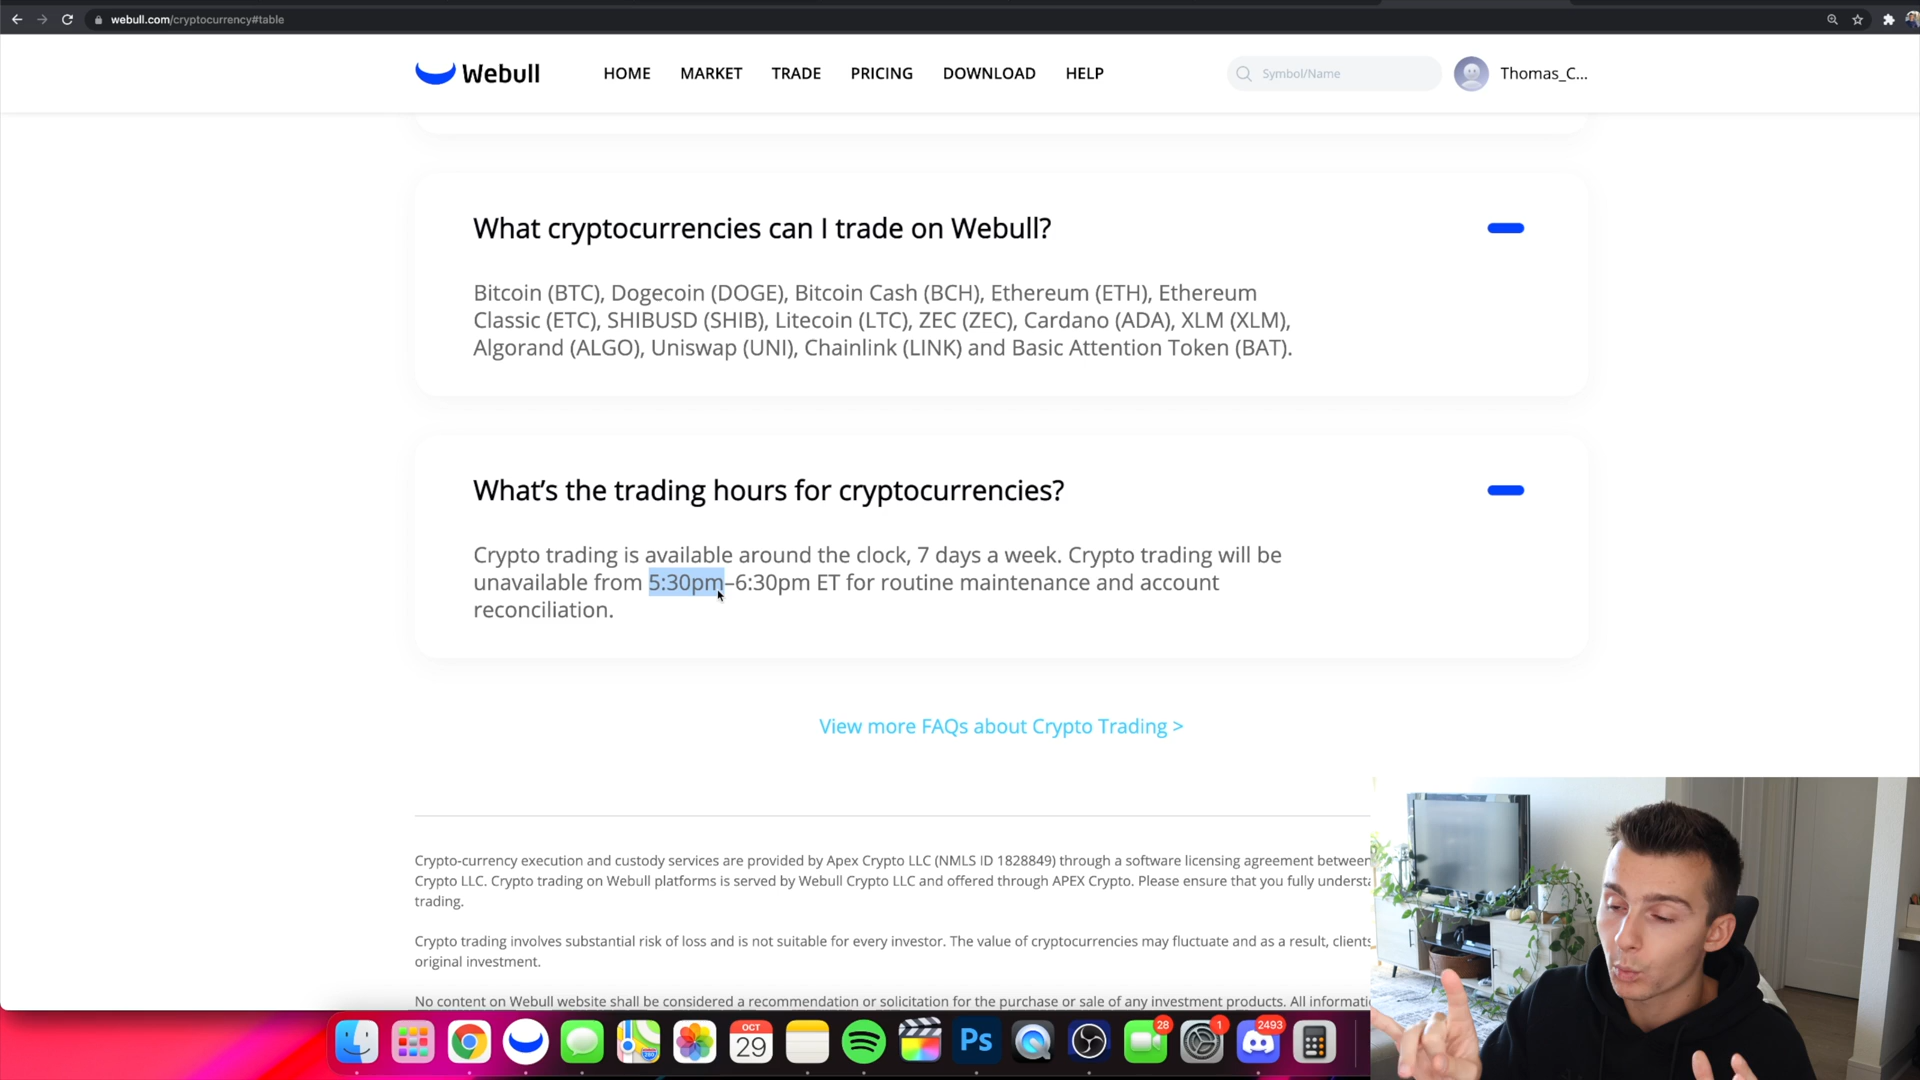 webull.com/cryptocurrency#table
Webull
HOME
MARKET
TRADE
PRICING
DOWNLOAD
HELP
Symbol/Name
Thomas_C...
What cryptocurrencies can I trade on Webull?
Bitcoin (BTC), Dogecoin (DOGE), Bitcoin Cash (BCH), Ethereum (ETH), Ethereum
Classic (ETC), SHIBUSD (SHIB), Litecoin (LTC), ZEC (ZEC), Cardano (ADA), XLM (XLM),
Algorand (ALGO), Uniswap (UNI), Chainlink (LINK) and Basic Attention Token (BAT).
What's the trading hours for cryptocurrencies?
Crypto trading is available around the clock, 7 days a week. Crypto trading will be
unavailable from 5:30pm–6:30pm ET for routine maintenance and account
reconciliation.
View more FAQs about Crypto Trading >
Crypto-currency execution and custody services are provided by Apex Crypto LLC (NMLS ID 1828849) through a software licensing agreement between
Crypto LLC. Crypto trading on Webull platforms is served by Webull Crypto LLC and offered through APEX Crypto. Please ensure that you fully understa
trading.
Crypto trading involves substantial risk of loss and is not suitable for every investor. The value of cryptocurrencies may fluctuate and as a result, clients
original investment.
No content on Webull website shall be considered a recommendation or solicitation for the purchase or sale of any investment products. All informati
OCT
29
Ps
28
1
2493